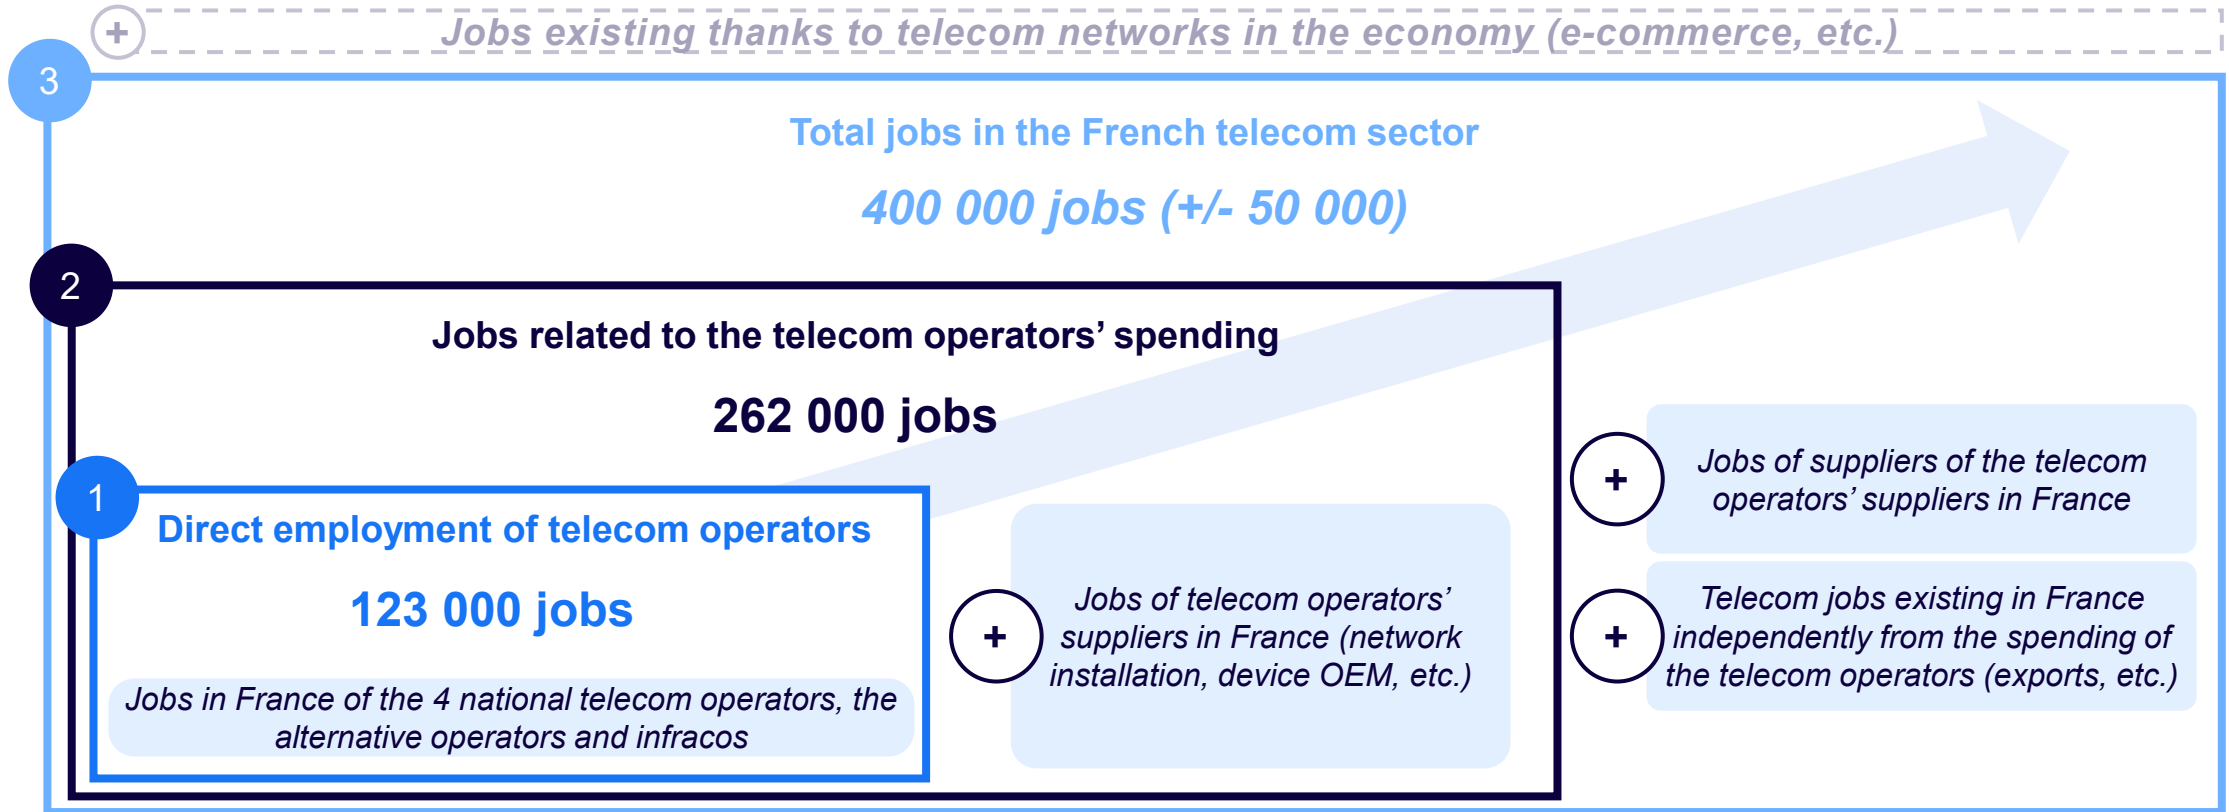 +
Jobs existing thanks to telecom networks in the economy (e-commerce, etc.)
3
Total jobs in the French telecom sector
400 000 jobs (+/- 50 000)
2
Jobs related to the telecom operators’ spending
262 000 jobs
1
Direct employment of telecom operators
123 000 jobs
Jobs in France of the 4 national telecom operators, the
alternative operators and infracos
+
Jobs of telecom operators’
suppliers in France (network
installation, device OEM, etc.)
+
Jobs of suppliers of the telecom
operators’ suppliers in France
+
Telecom jobs existing in France
independently from the spending of
the telecom operators (exports, etc.)